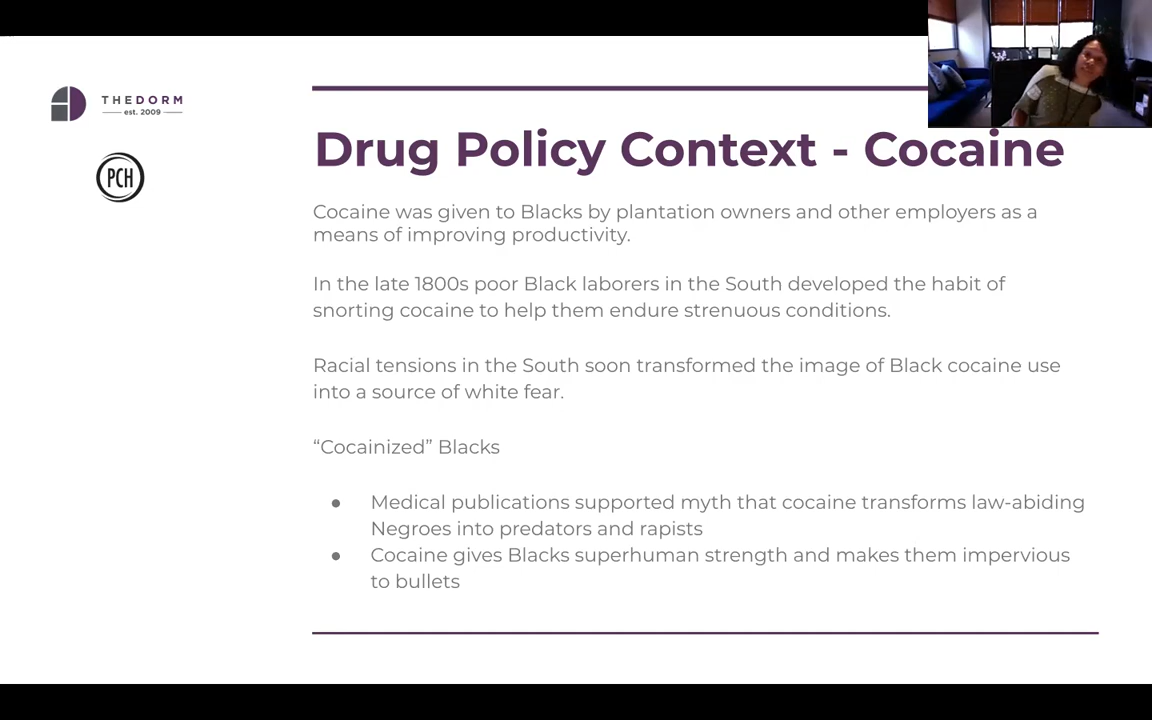 THEDORM
est. 2009
PCH
Drug Policy Context - Cocaine
Cocaine was given to Blacks by plantation owners and other employers as a
means of improving productivity.
In the late 1800s poor Black laborers in the South developed the habit of
snorting cocaine to help them endure strenuous conditions.
Racial tensions in the South soon transformed the image of Black cocaine use
into a source of white fear.
“Cocainized” Blacks
● Medical publications supported myth that cocaine transforms law-abiding
Negroes into predators and rapists
● Cocaine gives Blacks superhuman strength and makes them impervious
to bullets